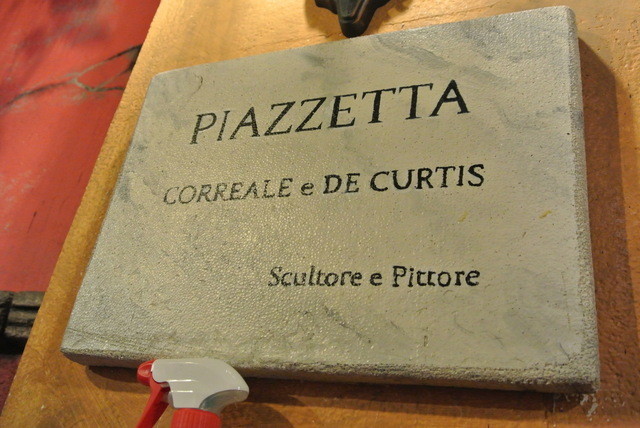 PIAZZETTA
CORREALE e DE CURTIS
Scultore e Pittore